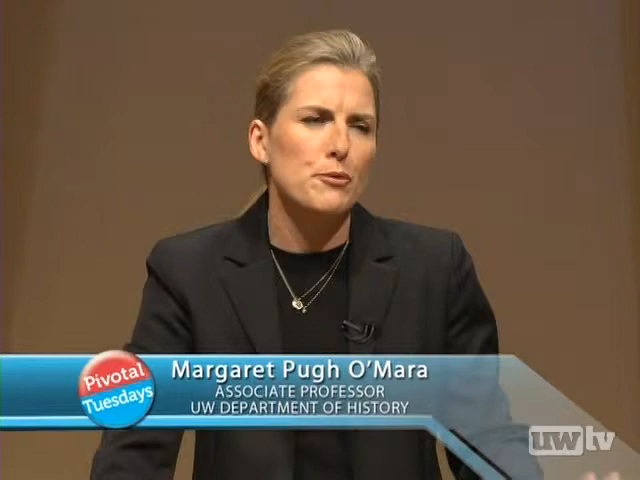 Pivotal
Tuesdays
Margaret Pugh O'Mara
ASSOCIATE PROFESSOR
UW DEPARTMENT OF HISTORY
uwtv